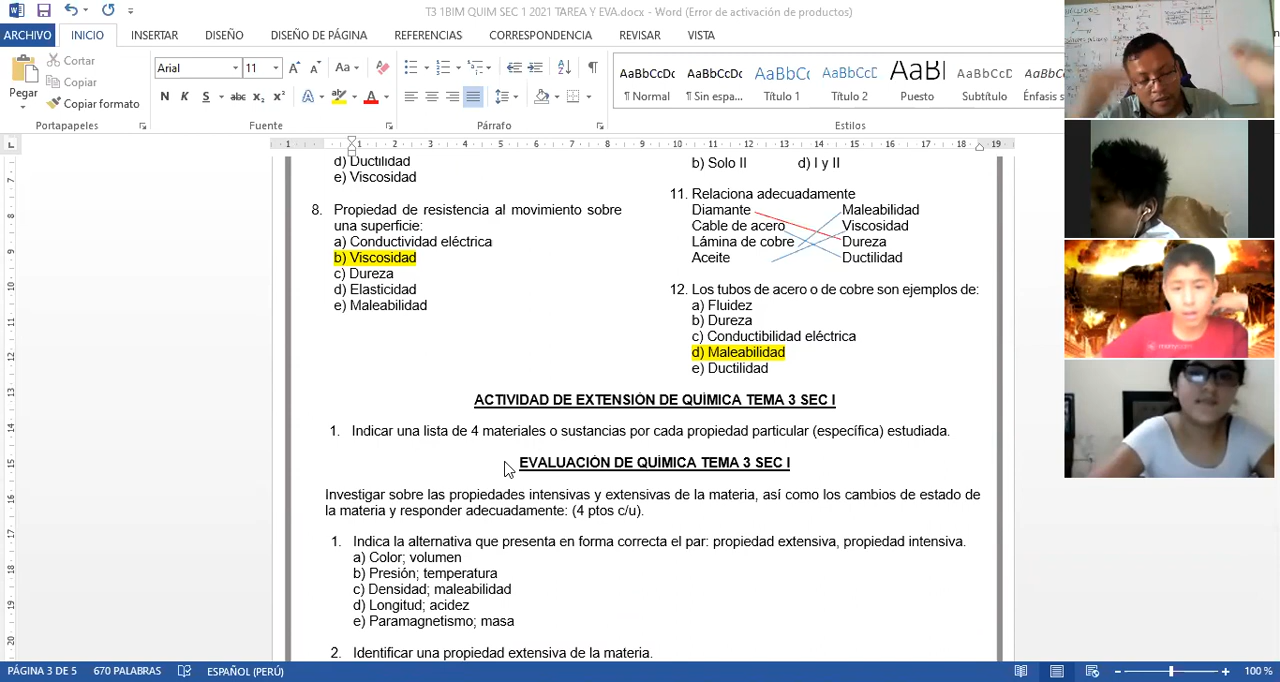 T3 1BIM QUIM SEC 1 2021 TAREA Y EVA.docx - Word (Error de activación de productos)
ARCHIVO INICIO INSERTAR DISEÑO DISEÑO DE PÁGINA REFERENCIAS CORRESPONDENCIA REVISAR VISTA
Pegar
Cortar
Copiar
Copiar formato
Portapapeles
Arial 11
Fuente
Párrafo
AaBbCcDc AaBbCcDc AaBbCc AaBbCcD AaBl AaBbCcD AaBbCcDc
¶ Normal ¶ Sin espa... Título 1 Título 2 Puesto Subtítulo Énfasis s
Estilos
d) Ductilidad
e) Viscosidad
8. Propiedad de resistencia al movimiento sobre
una superficie:
a) Conductividad eléctrica
b) Viscosidad
c) Dureza
d) Elasticidad
e) Maleabilidad
b) Solo II d) I y II
11. Relaciona adecuadamente
Diamante Maleabilidad
Cable de acero Viscosidad
Lámina de cobre Dureza
Aceite Ductilidad
12. Los tubos de acero o de cobre son ejemplos de:
a) Fluidez
b) Dureza
c) Conductibilidad eléctrica
d) Maleabilidad
e) Ductilidad
ACTIVIDAD DE EXTENSIÓN DE QUÍMICA TEMA 3 SEC I
1. Indicar una lista de 4 materiales o sustancias por cada propiedad particular (específica) estudiada.
EVALUACIÓN DE QUÍMICA TEMA 3 SEC I
Investigar sobre las propiedades intensivas y extensivas de la materia, así como los cambios de estado de
la materia y responder adecuadamente: (4 ptos c/u).
1. Indica la alternativa que presenta en forma correcta el par: propiedad extensiva, propiedad intensiva.
a) Color; volumen
b) Presión; temperatura
c) Densidad; maleabilidad
d) Longitud; acidez
e) Paramagnetismo; masa
2. Identificar una propiedad extensiva de la materia.
PÁGINA 3 DE 5 670 PALABRAS ESPAÑOL (PERÚ) 100 %